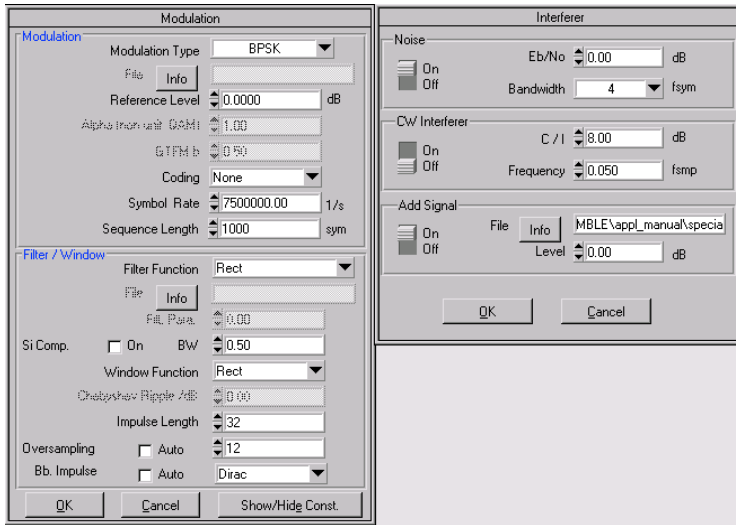 Modulation
Modulation
Modulation Type BPSK
File Info
Reference Level 0.0000 dB
Alpha (non unit QAM) 1.00
GTFM b 0.50
Coding None
Symbol Rate 7500000.00 1/s
Sequence Length 1000 sym
Filter / Window
Filter Function Rect
File Info
Filt. Para. 0.00
Si Comp. On BW 0.50
Window Function Rect
Chebyshev Ripple /dB 0.00
Impulse Length 32
Oversampling Auto 12
Bb. Impulse Auto Dirac
OK Cancel Show/Hide Const.
Interferer
Noise
On
Off
Eb/No 0.00 dB
Bandwidth 4 fsym
CW Interferer
On
Off
C / I 8.00 dB
Frequency 0.050 fsmp
Add Signal
On
Off
File Info MBLE\appl_manual\specia
Level 0.00 dB
OK Cancel